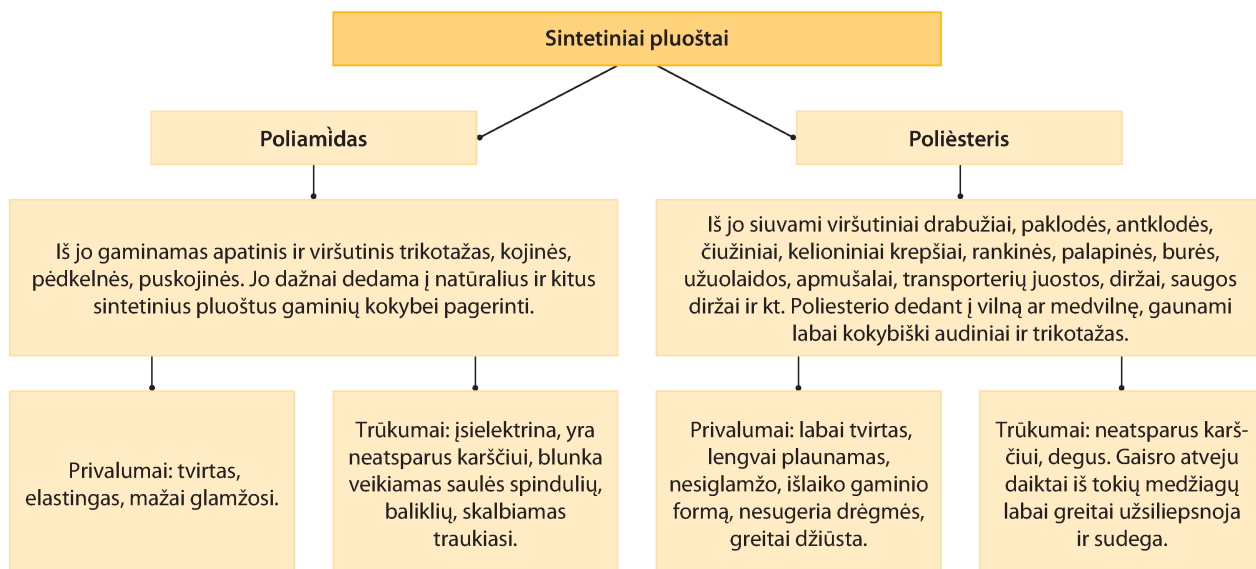 Sintetiniai pluoštai
Poliami̇̀das
Polièsteris
Iš jo gaminamas apatinis ir viršutinis trikotažas, kojinės,
pėdkelnės, puskojinės. Jo dažnai dedama į natūralius ir kitus
sintetinius pluoštus gaminių kokybei pagerinti.
Iš jo siuvami viršutiniai drabužiai, paklodės, antklodės,
čiužiniai, kelioniniai krepšiai, rankinės, palapinės, burės,
užuolaidos, apmušalai, transporterių juostos, diržai, saugos
diržai ir kt. Poliesterio dedant į vilną ar medvilnę, gaunami
labai kokybiški audiniai ir trikotažas.
Privalumai: tvirtas,
elastingas, mažai glamžosi.
Trūkumai: įsielektrina, yra
neatsparus karščiui, blunka
veikiamas saulės spindulių,
baliklių, skalbiamas
traukiasi.
Privalumai: labai tvirtas,
lengvai plaunamas,
nesiglamžo, išlaiko gaminio
formą, nesugeria drėgmės,
greitai džiūsta.
Trūkumai: neatsparus karš-
čiui, degus. Gaisro atveju
daiktai iš tokių medžiagų
labai greitai užsiliepsnoja
ir sudega.